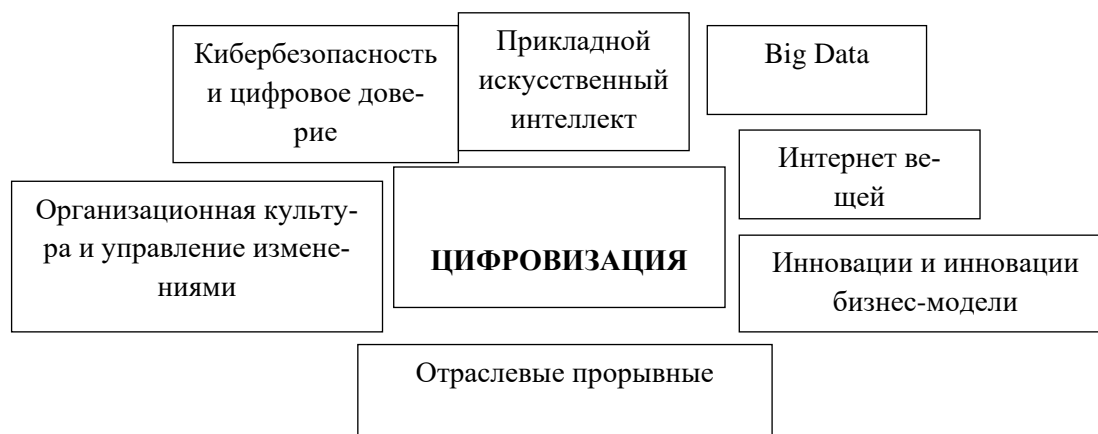 Кибербезопасность
и цифровое дове-
рие
Прикладной
искусственный
интеллект
Big Data
Интернет ве-
щей
Организационная культу-
ра и управление измене-
ниями
ЦИФРОВИЗАЦИЯ
Инновации и инновации
бизнес-модели
Отраслевые прорывные